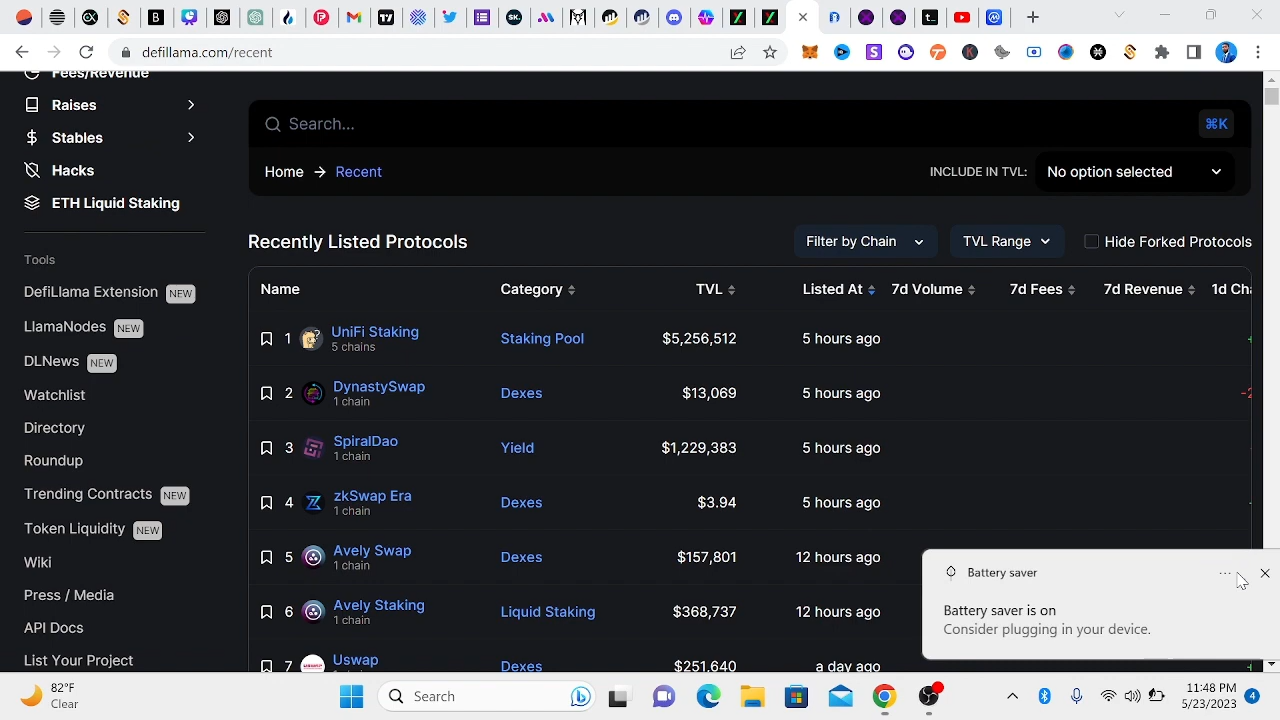 defillama.com/recent
Fees/Revenue
Raises
Stables
Hacks
ETH Liquid Staking
Tools
DefiLlama Extension NEW
LlamaNodes NEW
DLNews NEW
Watchlist
Directory
Roundup
Trending Contracts NEW
Token Liquidity NEW
Wiki
Press / Media
API Docs
List Your Project
Search... ⌘K
Home → Recent
INCLUDE IN TVL: No option selected
Recently Listed Protocols
Filter by Chain
TVL Range
Hide Forked Protocols
Name Category TVL Listed At 7d Volume 7d Fees 7d Revenue 1d
1 UniFi Staking Staking Pool $5,256,512 5 hours ago
5 chains
2 DynastySwap Dexes $13,069 5 hours ago
1 chain
3 SpiralDao Yield $1,229,383 5 hours ago
1 chain
4 zkSwap Era Dexes $3.94 5 hours ago
1 chain
5 Avely Swap Dexes $157,801 12 hours ago
1 chain
6 Avely Staking Liquid Staking $368,737 12 hours ago
1 chain
7 Uswap Dexes $251,640 a day ago
Battery saver
Battery saver is on
Consider plugging in your device.
82°F
Clear
Search
11:48 PM
5/23/2023
4